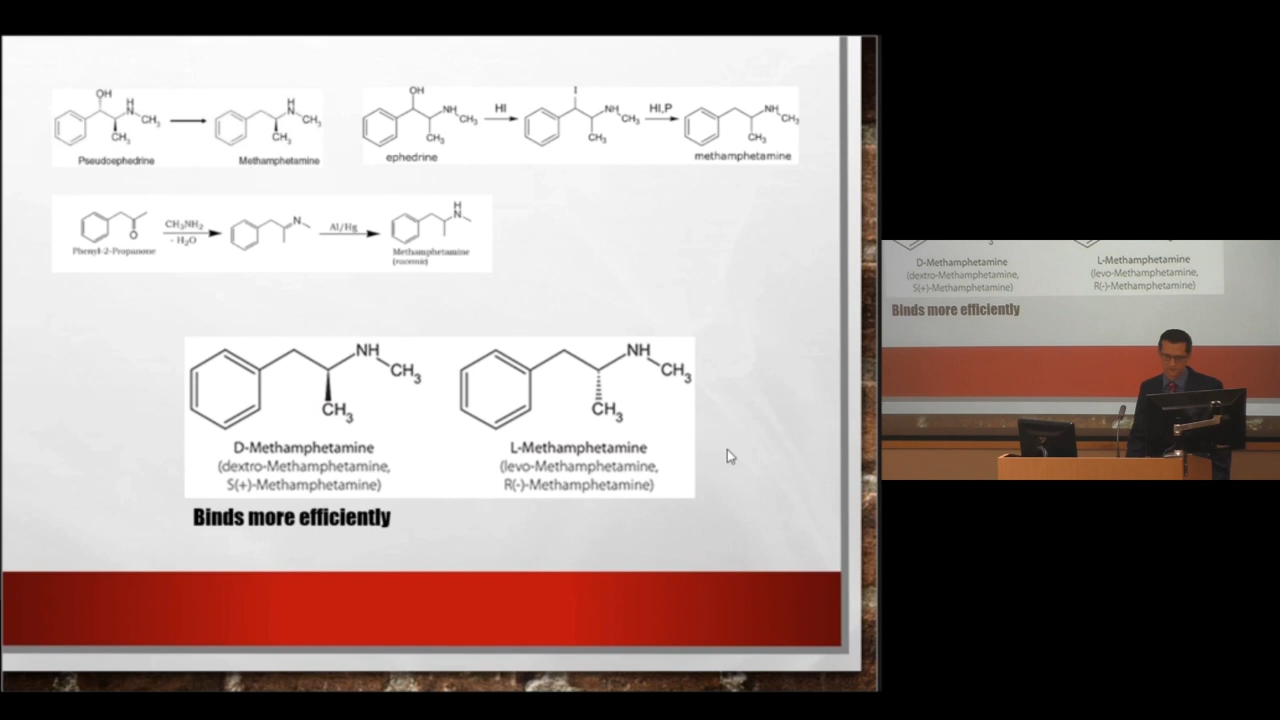 OH
H
N
CH₃
CH₃
Pseudoephedrine
H
N
CH₃
CH₃
Methamphetamine
OH
NH
CH₃
CH₃
ephedrine
HI
I
NH
CH₃
CH₃
HI,P
NH
CH₃
CH₃
methamphetamine
O
Phenyl-2-Propanone
CH₃NH₂
- H₂O
N
Al/Hg
H
N
Methamphetamine
(racemic)
NH
CH₃
CH₃
D-Methamphetamine
(dextro-Methamphetamine,
S(+)-Methamphetamine)
NH
CH₃
CH₃
L-Methamphetamine
(levo-Methamphetamine,
R(-)-Methamphetamine)
Binds more efficiently
D-Methamphetamine
(dextro-Methamphetamine,
S(+)-Methamphetamine)
L-Methamphetamine
(levo-Methamphetamine,
R(-)-Methamphetamine)
Binds more efficiently